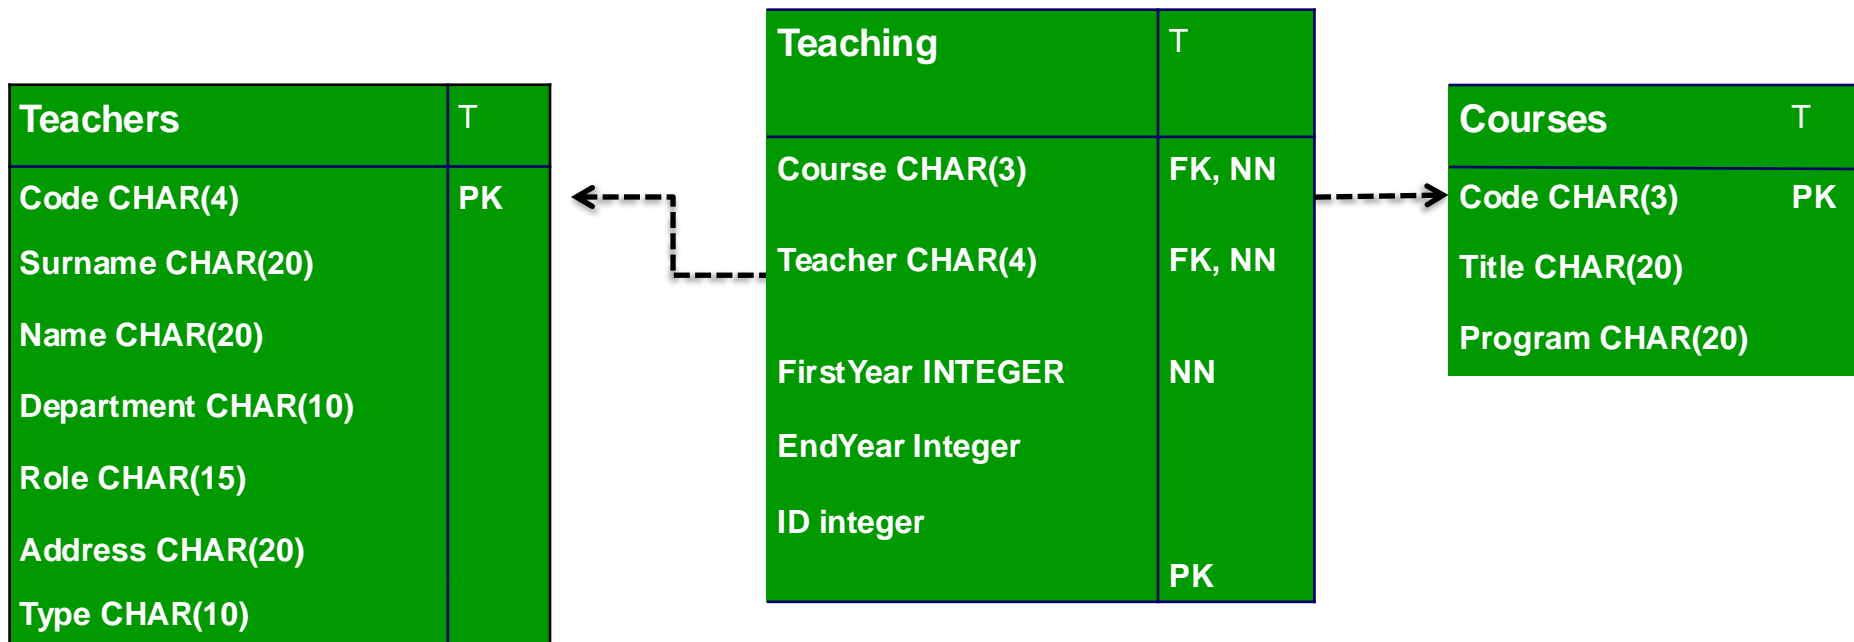 Teachers T
Code CHAR(4) PK
Surname CHAR(20)
Name CHAR(20)
Department CHAR(10)
Role CHAR(15)
Address CHAR(20)
Type CHAR(10)
Teaching T
Course CHAR(3) FK, NN
Teacher CHAR(4) FK, NN
FirstYear INTEGER NN
EndYear Integer
ID integer
PK
Courses T
Code CHAR(3) PK
Title CHAR(20)
Program CHAR(20)